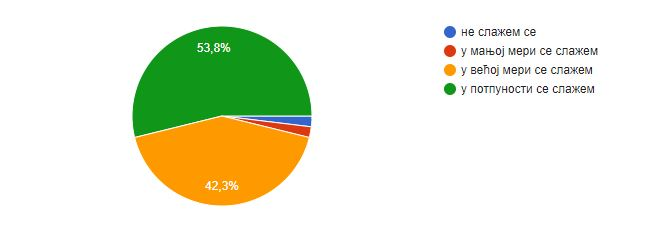 53,8%
42,3%
не слажем се
у мањој мери се слажем
у већој мери се слажем
у потпуности се слажем